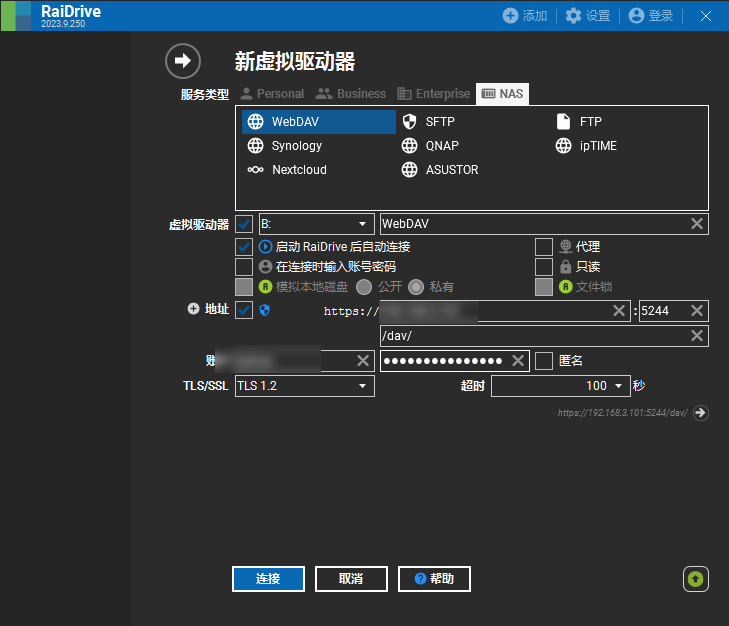 RaiDrive
2023.9.250
添加 设置 登录
新虚拟驱动器
服务类型 Personal Business Enterprise NAS
WebDAV SFTP FTP
Synology QNAP ipTIME
Nextcloud ASUSTOR
虚拟驱动器 B: WebDAV
启动 RaiDrive 后自动连接 代理
在连接时输入账号密码 只读
模拟本地磁盘 公开 私有 文件锁
地址 https:// : 5244
/dav/
账 ●●●●●●●●●●●●●●● 匿名
TLS/SSL TLS 1.2 超时 100 秒
https://192.168.3.101:5244/dav/
连接 取消 帮助